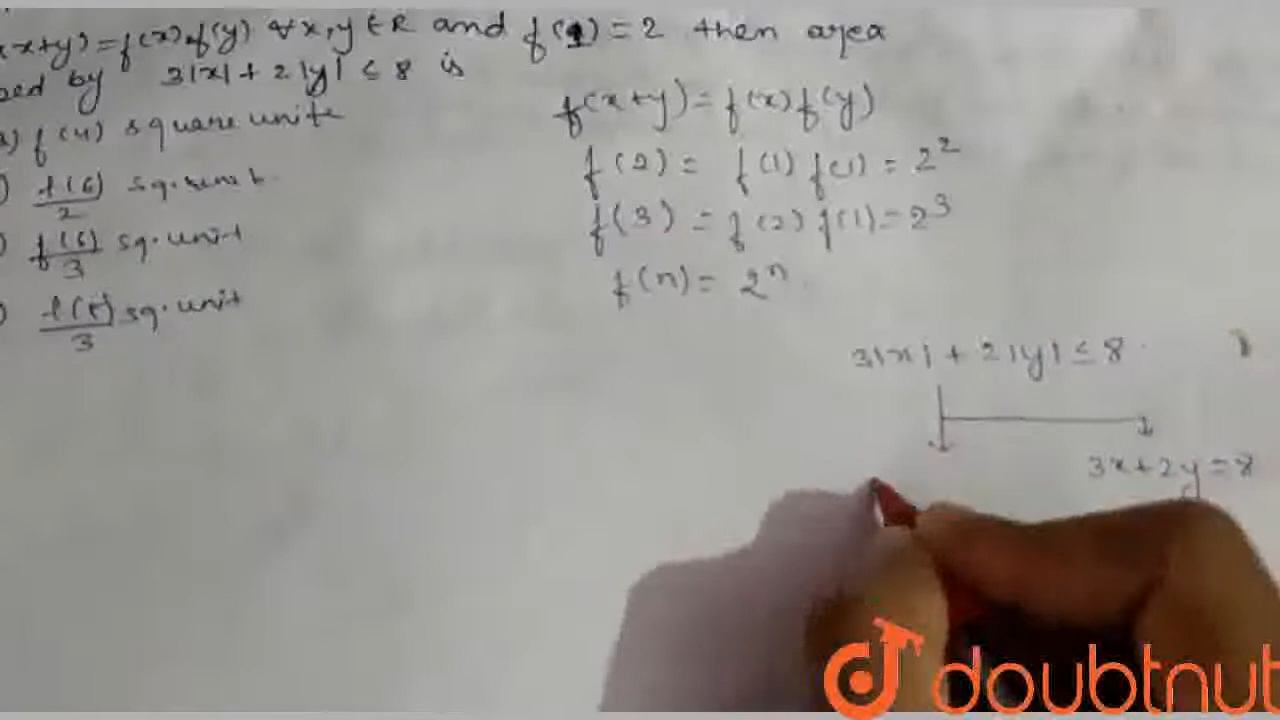 x+y)=f(x).f(y) ∀x,y∈R and f(1)=2 then area
by 3|x|+2|y|≤8 is
a) f(4) square unite
) f(6)/2 sq. unit
) f(6)/3 sq. unit
) f(5)/3 sq. unit
f(x+y)=f(x)f(y)
f(2)= f(1) f(1) = 2²
f(3) = f(2) f(1)=2³
f(n)= 2ⁿ
3|x|+2|y|≤8
3x+2y=8
doubtnut